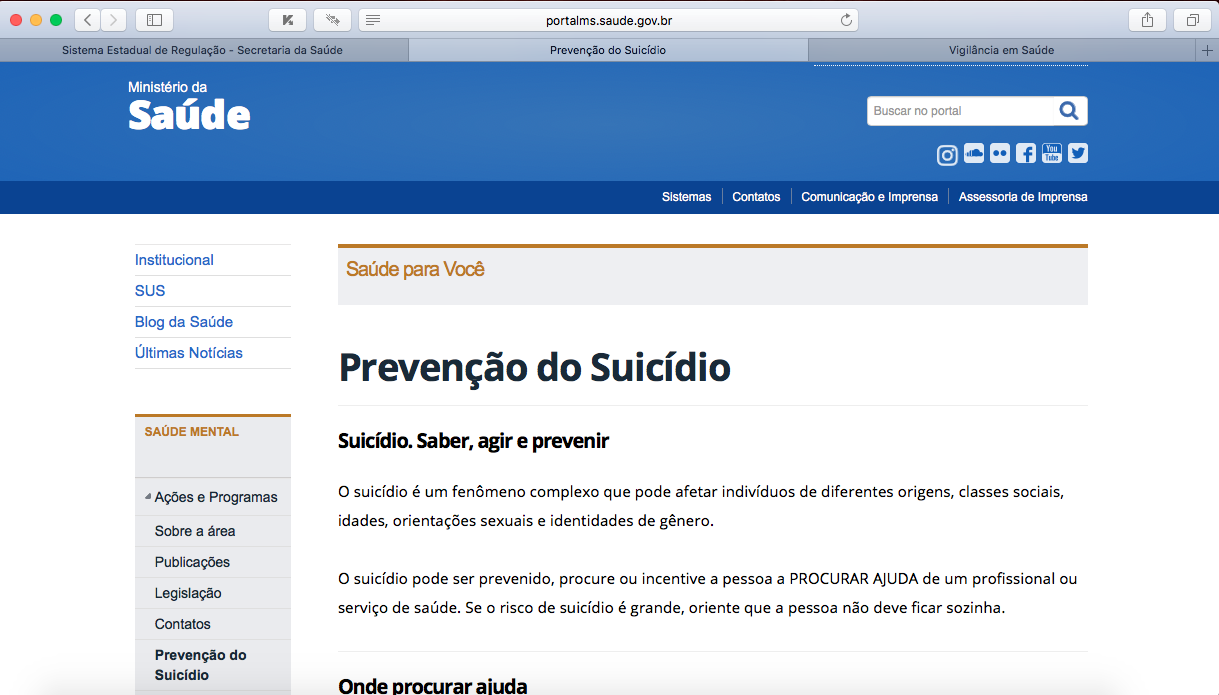 portalms.saude.gov.br
Sistema Estadual de Regulação - Secretaria da Saúde
Prevenção do Suicídio
Vigilância em Saúde
Ministério da
Saúde
Buscar no portal
You
Tube
Sistemas
Contatos
Comunicação e Imprensa
Assessoria de Imprensa
Institucional
SUS
Blog da Saúde
Últimas Notícias
SAÚDE MENTAL
Ações e Programas
Sobre a área
Publicações
Legislação
Contatos
Prevenção do
Suicídio
Saúde para Você
Prevenção do Suicídio
Suicídio. Saber, agir e prevenir
O suicídio é um fenômeno complexo que pode afetar indivíduos de diferentes origens, classes sociais,
idades, orientações sexuais e identidades de gênero.
O suicídio pode ser prevenido, procure ou incentive a pessoa a PROCURAR AJUDA de um profissional ou
serviço de saúde. Se o risco de suicídio é grande, oriente que a pessoa não deve ficar sozinha.
Onde procurar ajuda